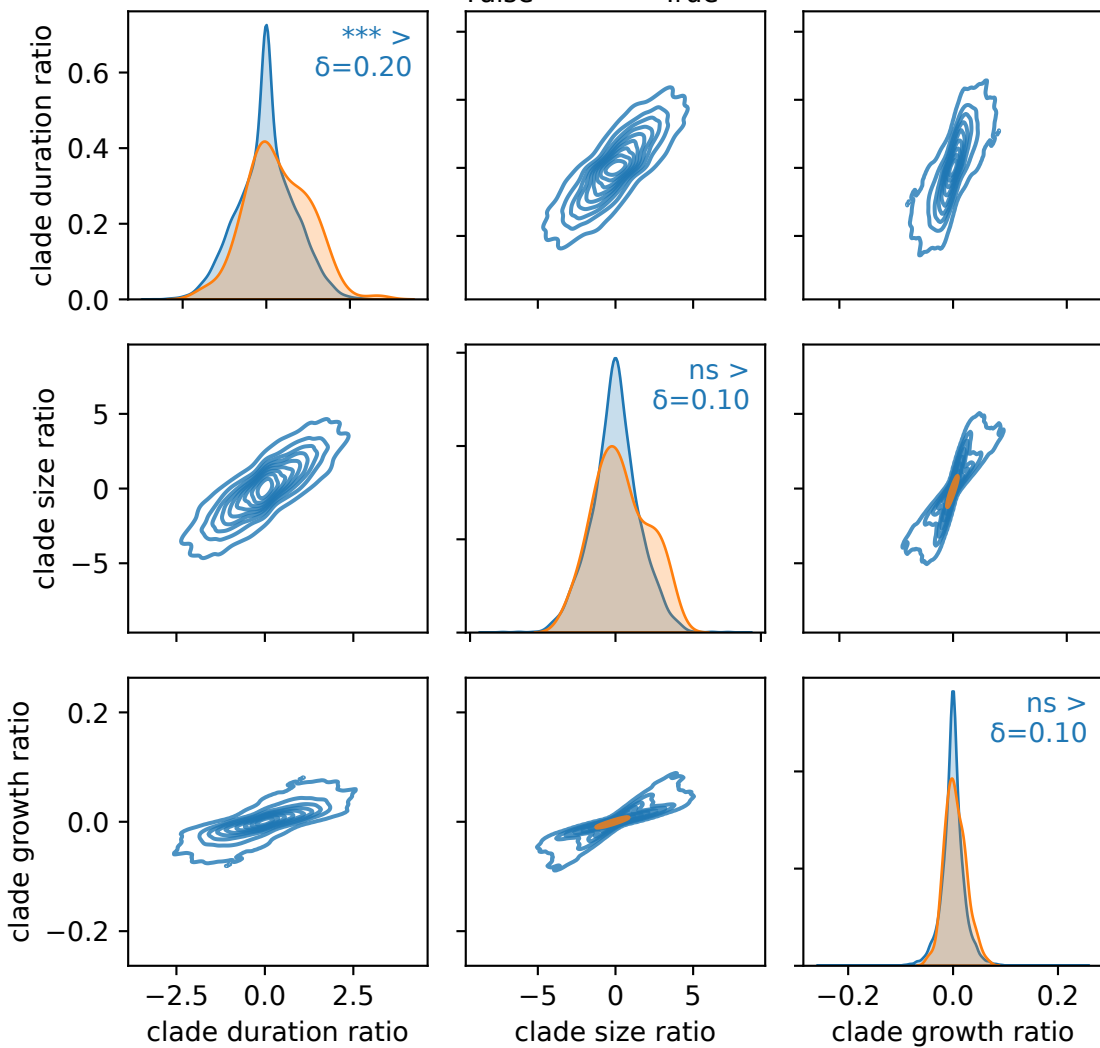 False True
clade duration ratio
0.6
0.4
0.2
0.0
*** >
δ=0.20
clade size ratio
5
0
−5
ns >
δ=0.10
clade growth ratio
0.2
0.0
−0.2
ns >
δ=0.10
−2.5 0.0 2.5
−5 0 5
−0.2 0.0 0.2
clade duration ratio
clade size ratio
clade growth ratio